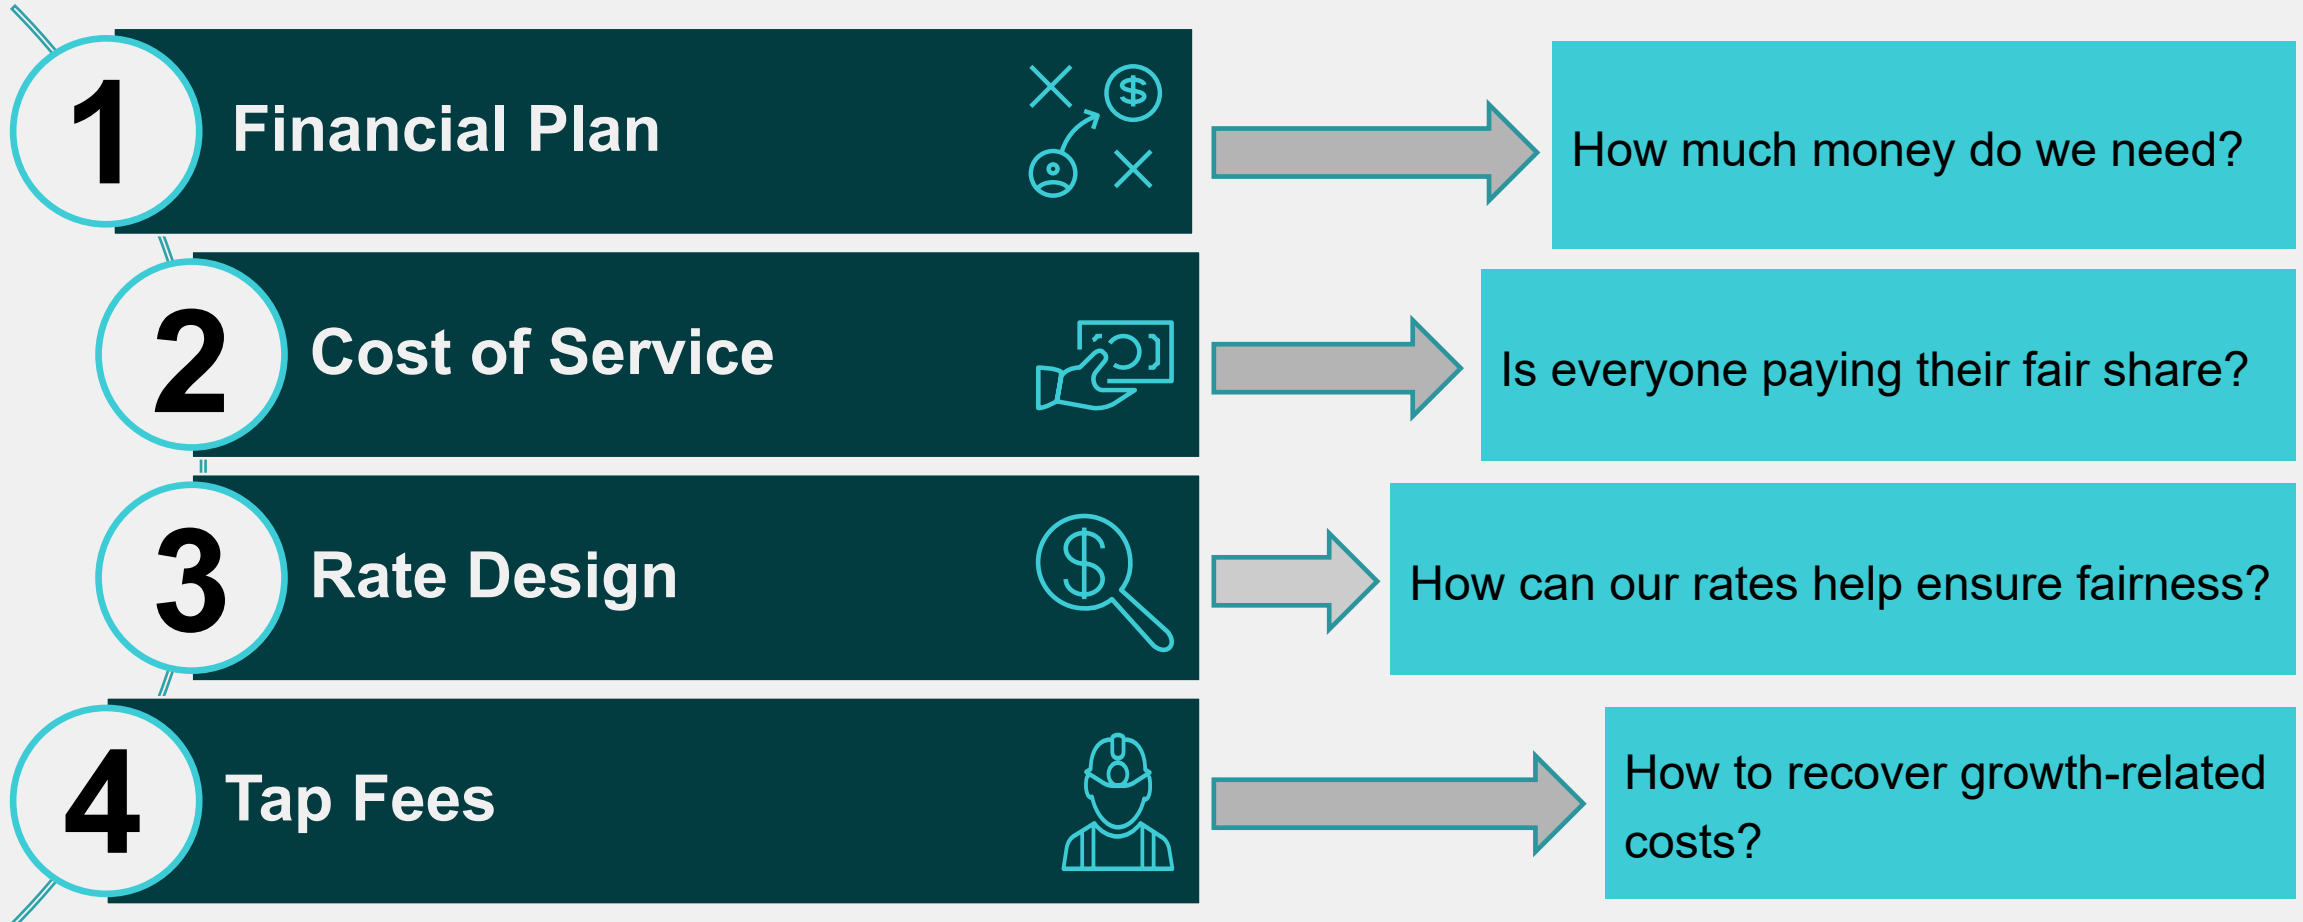 1
Financial Plan
How much money do we need?
2
Cost of Service
Is everyone paying their fair share?
3
Rate Design
How can our rates help ensure fairness?
4
Tap Fees
How to recover growth-related
costs?